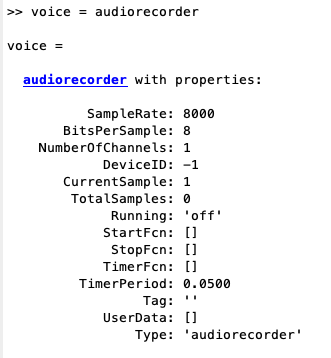 >> voice = audiorecorder
voice =
audiorecorder with properties:
SampleRate: 8000
BitsPerSample: 8
NumberOfChannels: 1
DeviceID: -1
CurrentSample: 1
TotalSamples: 0
Running: 'off'
StartFcn: []
StopFcn: []
TimerFcn: []
TimerPeriod: 0.0500
Tag: ''
UserData: []
Type: 'audiorecorder'